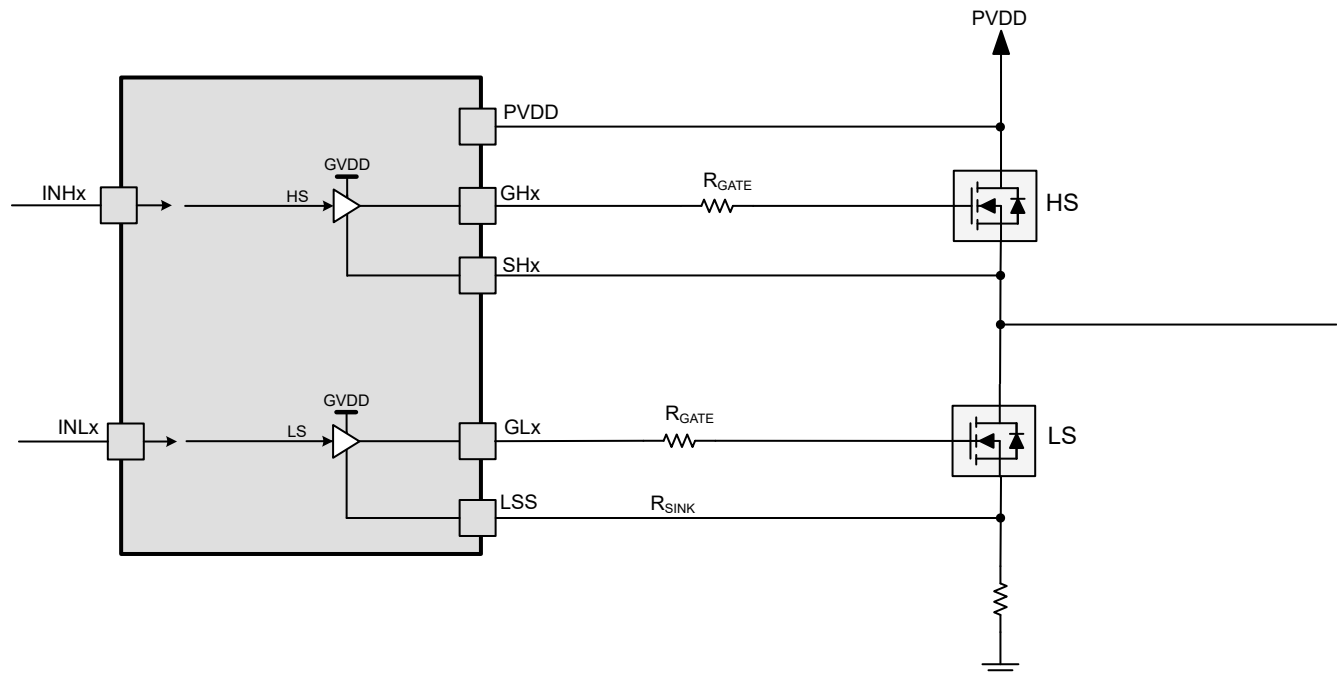 PVDD
PVDD
GVDD
INHx
HS
GHx
RGATE
HS
SHx
GVDD
INLx
LS
GLx
RGATE
LS
LSS
RSINK